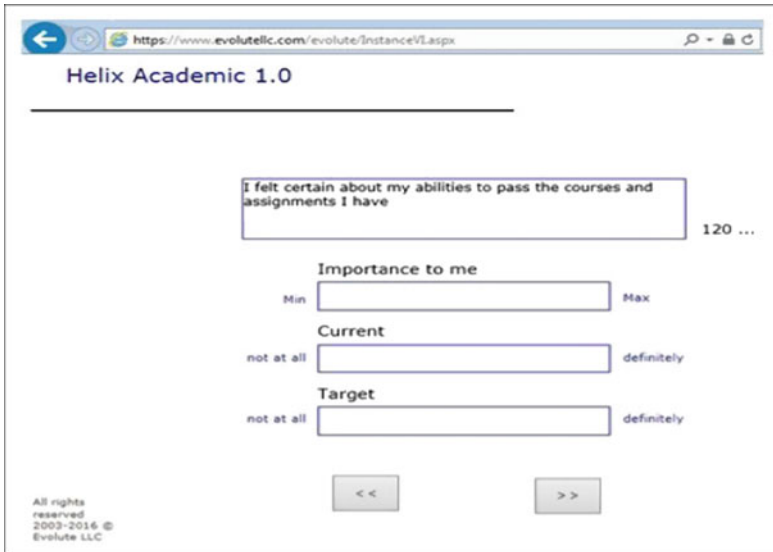 https://www.evolutellc.com/evolute/InstanceVI.aspx
Helix Academic 1.0
I felt certain about my abilities to pass the courses and
assignments I have
120 ...
Importance to me
Min
Max
Current
not at all
definitely
Target
not at all
definitely
<<
>>
All rights
reserved
2003-2016 ©
Evolute LLC